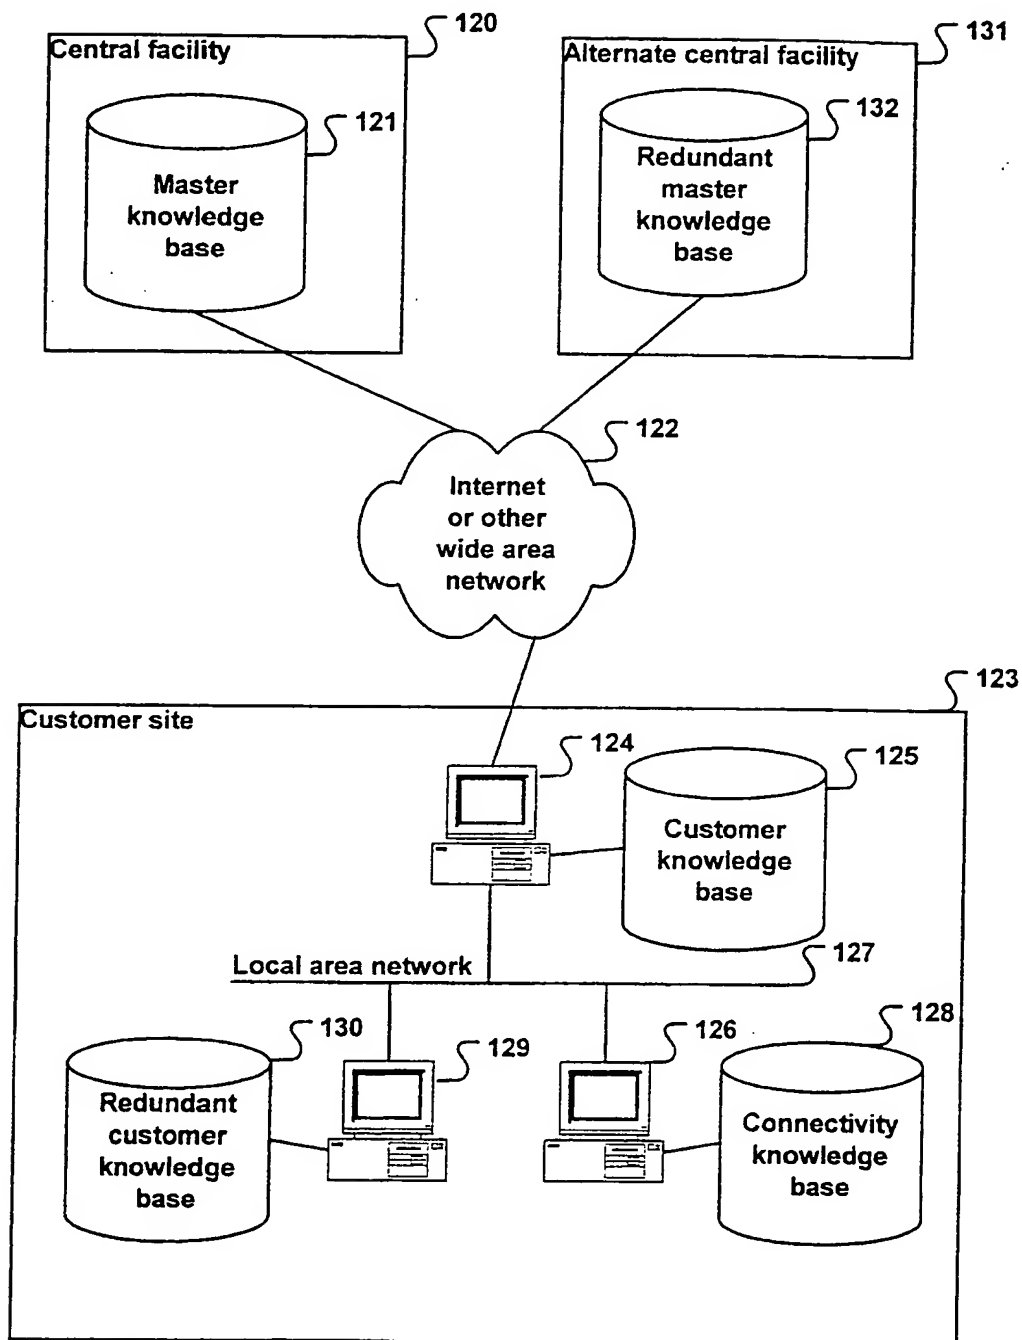 120
131
Central facility
Alternate central facility
121
132
Master
knowledge
base
Redundant
master
knowledge
base
122
Internet
or other
wide area
network
123
Customer site
124
125
Customer
knowledge
base
Local area network
127
130
129
126
128
Redundant
customer
knowledge
base
Connectivity
knowledge
base